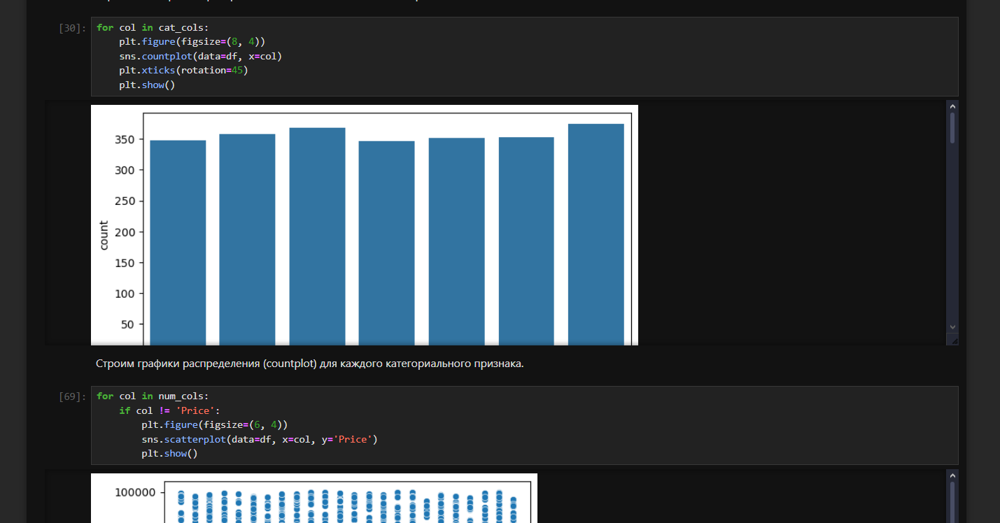 [30]:
for col in cat_cols:
    plt.figure(figsize=(8, 4))
    sns.countplot(data=df, x=col)
    plt.xticks(rotation=45)
    plt.show()
350
300
250
200
150
100
50
count
Строим графики распределения (countplot) для каждого категориального признака.
[69]:
for col in num_cols:
    if col != 'Price':
        plt.figure(figsize=(6, 4))
        sns.scatterplot(data=df, x=col, y='Price')
        plt.show()
100000